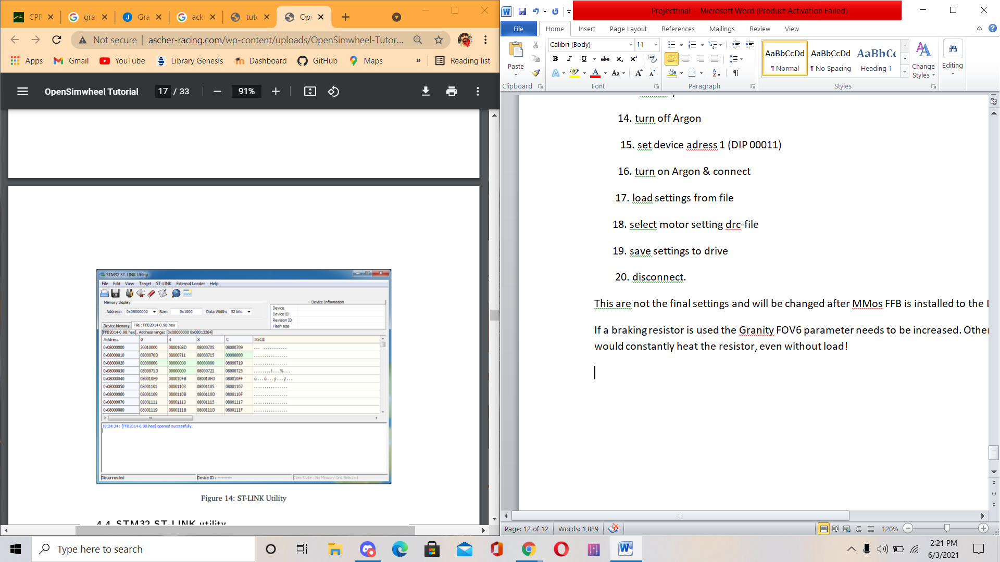 CPR
gra
Gra
ack
tuto
Ope
Not secure
ascher-racing.com/wp-content/uploads/OpenSimwheel-Tutor...
Apps
Gmail
YouTube
Library Genesis
Dashboard
GitHub
Maps
»
Reading list
OpenSimwheel Tutorial
17 / 33
91%
STM32 ST-LINK Utility
File Edit View Target ST-LINK External Loader Help
Memory display
Address: 0x08000000 Size: 0x1000 Data Width: 32 bits
Device Information
Device
Device ID
Revision ID
Flash size
Device Memory File : FFB2014-0.98.hex
[FFB2014-0.98.hex], Address range: [0x08000000 0x08013264]
Address 0 4 8 C ASCII
0x08000000 20010000 0800108D 08000705 08000709
0x08000010 0800070D 08000711 08000715 00000000
0x08000020 00000000 00000000 00000000 08000719
0x08000030 0800071D 00000000 08000721 08000725 ........!...%...
0x08000040 080010F9 080010FB 080010FD 080010FF
0x08000050 08001101 08001103 08001105 08001107
0x08000060 08001109 0800110B 0800110D 0800110F
0x08000070 08001111 08001113 08001115 08001117
0x08000080 08001119 0800111B 0800111D 0800111F
18:24:34 : [FFB2014-0.98.hex] opened successfully.
Disconnected
Device ID : ----------
Core State : No Memory Grid Selected
Figure 14: ST-LINK Utility
4.4 STM32 ST-LINK utility
Projectfinal - Microsoft Word (Product Activation Failed)
File Home Insert Page Layout References Mailings Review View
Paste
Clipboard
Calibri (Body) 11
B I U abc x₂ x²
Aa
Font
Paragraph
AaBbCcDd AaBbCcDd AaBbCc
¶ Normal ¶ No Spacing Heading 1
Styles
Change Styles
Editing
14. turn off Argon
15. set device adress 1 (DIP 00011)
16. turn on Argon & connect
17. load settings from file
18. select motor setting drc-file
19. save settings to drive
20. disconnect.
This are not the final settings and will be changed after MMos FFB is installed to the
If a braking resistor is used the Granity FOV6 parameter needs to be increased. Other
would constantly heat the resistor, even without load!
Page: 12 of 12
Words: 1,889
120%
Type here to search
2:21 PM
6/3/2021